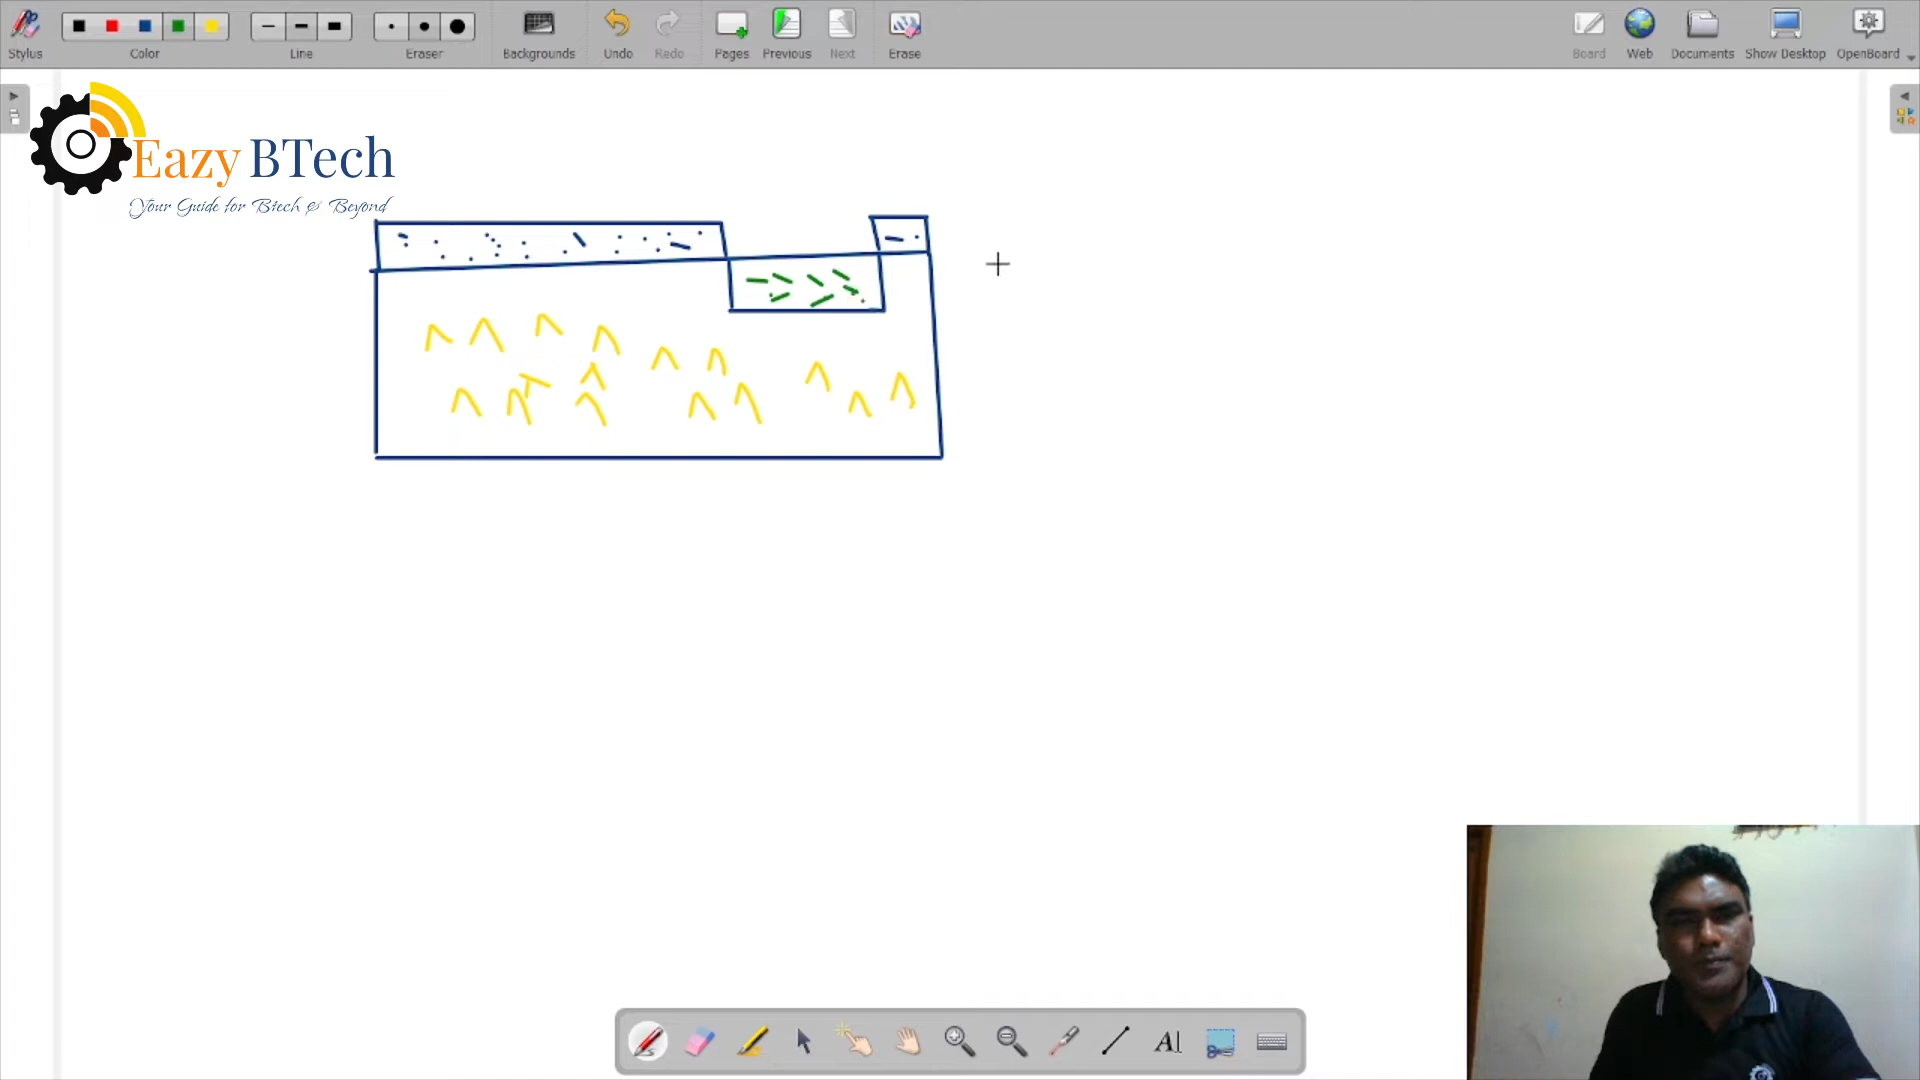 Stylus
Color
Line
Eraser
Backgrounds
Undo
Redo
Pages
Previous
Next
Erase
Board
Web
Documents
Show Desktop
OpenBoard
Eazy BTech
Your Guide for Btech & Beyond
A